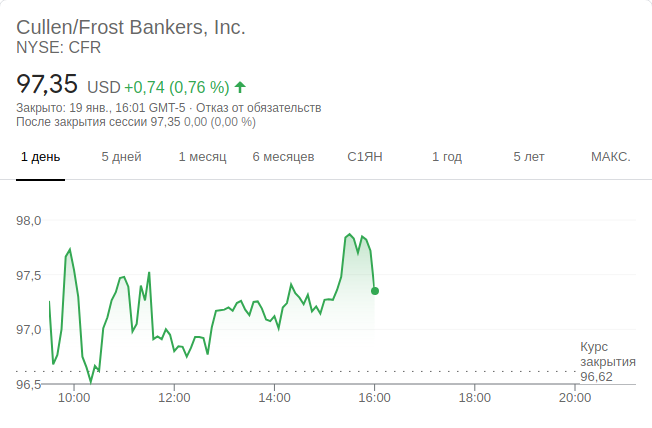 Cullen/Frost Bankers, Inc.
NYSE: CFR
97,35 USD +0,74 (0,76 %)
Закрыто: 19 янв., 16:01 GMT-5 · Отказ от обязательств
После закрытия сессии 97,35 0,00 (0,00 %)
1 день 5 дней 1 месяц 6 месяцев С1ЯН 1 год 5 лет МАКС.
98,0
97,5
97,0
Курс
закрытия
96,62
96,5
10:00 12:00 14:00 16:00 18:00 20:00